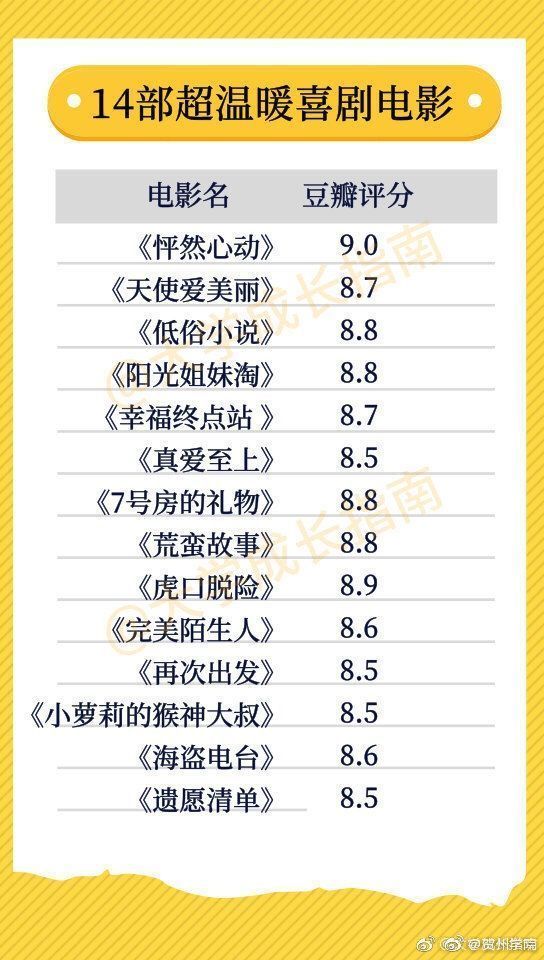 14部超温暖喜剧电影
电影名 豆瓣评分
《怦然心动》 9.0
《天使爱美丽》 8.7
《低俗小说》 8.8
《阳光姐妹淘》 8.8
《幸福终点站 》 8.7
《真爱至上》 8.5
《7号房的礼物》 8.8
《荒蛮故事》 8.8
《虎口脱险》 8.9
《完美陌生人》 8.6
《再次出发》 8.5
《小萝莉的猴神大叔》 8.5
《海盗电台》 8.6
《遗愿清单》 8.5
@大学成长指南
@大学成长指南
@贺州学院